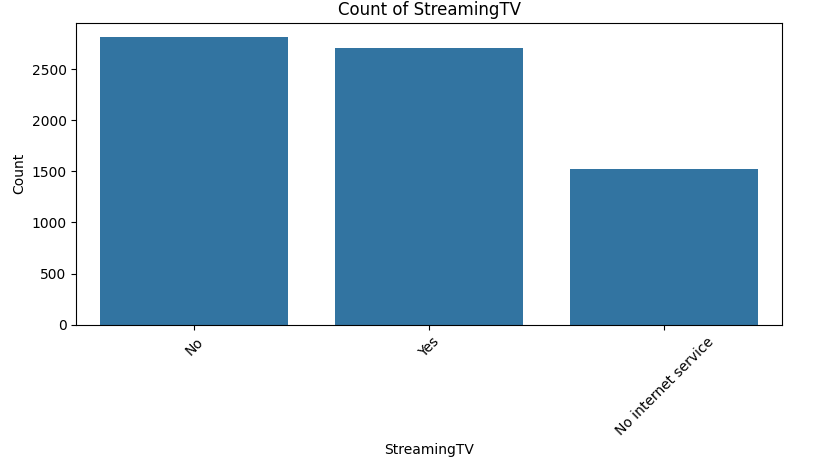 Count of StreamingTV
Count
2500
2000
1500
1000
500
0
No
Yes
No internet service
StreamingTV